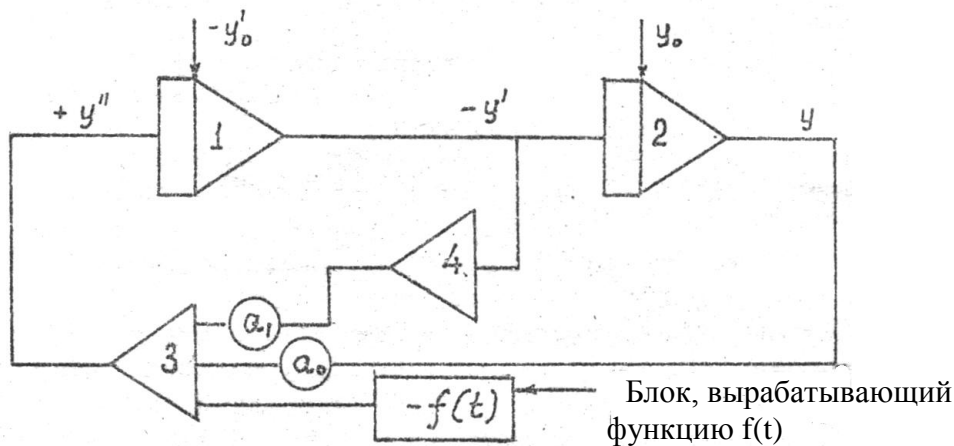 -y'₀
y₀
+ y''
1
- y'
2
y
4
a₁
3
a₀
-f(t)
Блок, вырабатывающий
функцию f(t)